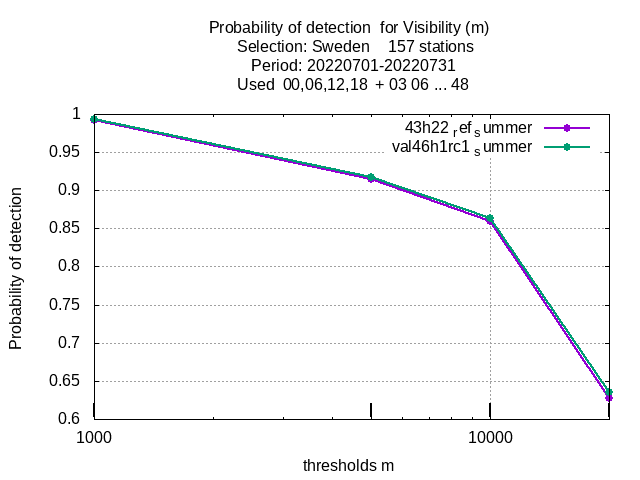 Probability of detection  for Visibility (m)
Selection: Sweden    157 stations
Period: 20220701-20220731
Used  00,06,12,18  + 03 06 ... 48
43h22 ref summer
val46h1rc1 summer
Probability of detection
1
0.95
0.9
0.85
0.8
0.75
0.7
0.65
0.6
1000
10000
thresholds m